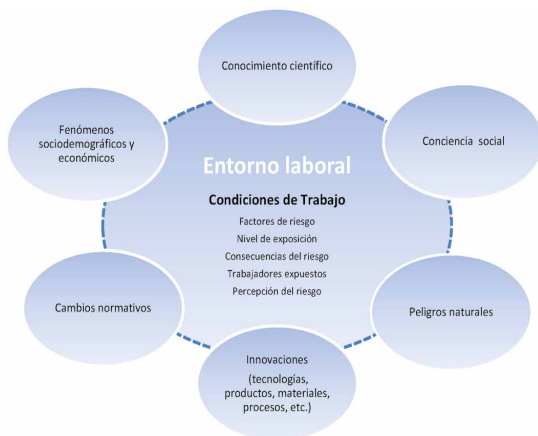 Conocimiento científico
Fenómenos
sociodemográficos y
económicos
Conciencia social
Entorno laboral
Condiciones de Trabajo
Factores de riesgo
Nivel de exposición
Consecuencias del riesgo
Trabajadores expuestos
Percepción del riesgo
Cambios normativos
Peligros naturales
Innovaciones
(tecnologías,
productos, materiales,
procesos, etc.)